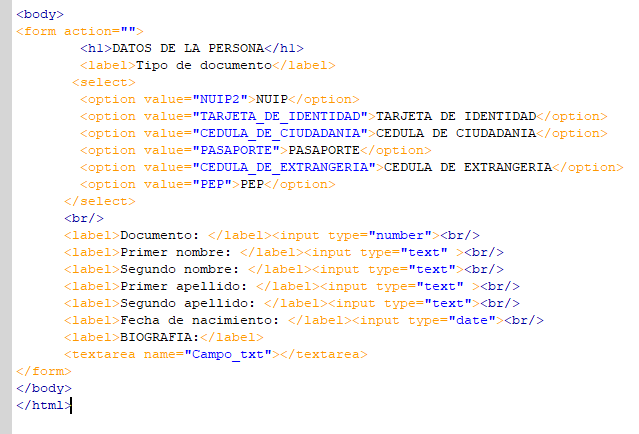 <body>
<form action="">
<h1>DATOS DE LA PERSONA</h1>
<label>Tipo de documento</label>
<select>
<option value="NUIP2">NUIP</option>
<option value="TARJETA_DE_IDENTIDAD">TARJETA DE IDENTIDAD</option>
<option value="CEDULA_DE_CIUDADANIA">CEDULA DE CIUDADANIA</option>
<option value="PASAPORTE">PASAPORTE</option>
<option value="CEDULA_DE_EXTRANGERIA">CEDULA DE EXTRANGERIA</option>
<option value="PEP">PEP</option>
</select>
<br/>
<label>Documento: </label><input type="number"><br/>
<label>Primer nombre: </label><input type="text" ><br/>
<label>Segundo nombre: </label><input type="text"><br/>
<label>Primer apellido: </label><input type="text" ><br/>
<label>Segundo apellido: </label><input type="text"><br/>
<label>Fecha de nacimiento: </label><input type="date"><br/>
<label>BIOGRAFIA:</label>
<textarea name="Campo_txt"></textarea>
</form>
</body>
</html>